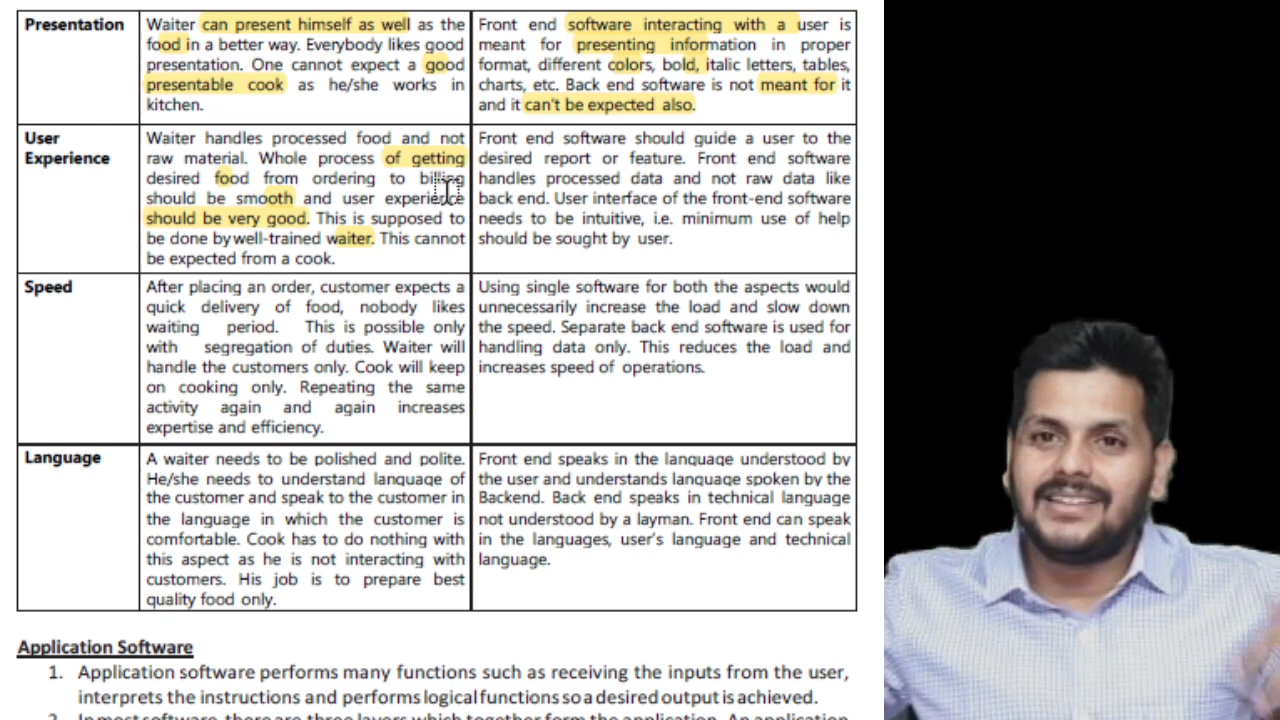 Presentation
Waiter can present himself as well as the
food in a better way. Everybody likes good
presentation. One cannot expect a good
presentable cook as he/she works in
kitchen.
Front end software interacting with a user is
meant for presenting information in proper
format, different colors, bold, italic letters, tables,
charts, etc. Back end software is not meant for it
and it can't be expected also.
User
Experience
Waiter handles processed food and not
raw material. Whole process of getting
desired food from ordering to billing
should be smooth and user experience
should be very good. This is supposed to
be done by well-trained waiter. This cannot
be expected from a cook.
Front end software should guide a user to the
desired report or feature. Front end software
handles processed data and not raw data like
back end. User interface of the front-end software
needs to be intuitive, i.e. minimum use of help
should be sought by user.
Speed
After placing an order, customer expects a
quick delivery of food, nobody likes
waiting period. This is possible only
with segregation of duties. Waiter will
handle the customers only. Cook will keep
on cooking only. Repeating the same
activity again and again increases
expertise and efficiency.
Using single software for both the aspects would
unnecessarily increase the load and slow down
the speed. Separate back end software is used for
handling data only. This reduces the load and
increases speed of operations.
Language
A waiter needs to be polished and polite.
He/she needs to understand language of
the customer and speak to the customer in
the language in which the customer is
comfortable. Cook has to do nothing with
this aspect as he is not interacting with
customers. His job is to prepare best
quality food only.
Front end speaks in the language understood by
the user and understands language spoken by the
Backend. Back end speaks in technical language
not understood by a layman. Front end can speak
in the languages, user's language and technical
language.
Application Software
1. Application software performs many functions such as receiving the inputs from the user,
interprets the instructions and performs logical functions so a desired output is achieved.
2. In most software, there are three layers which together form the application. An application